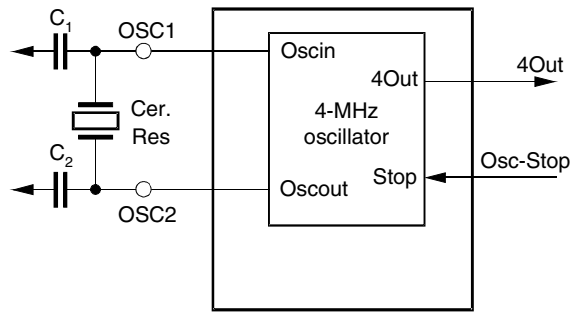 C1
OSC1
Oscin
4Out
4Out
Cer.
Res
4-MHz
oscillator
C2
Osc-Stop
Stop
Oscout
OSC2